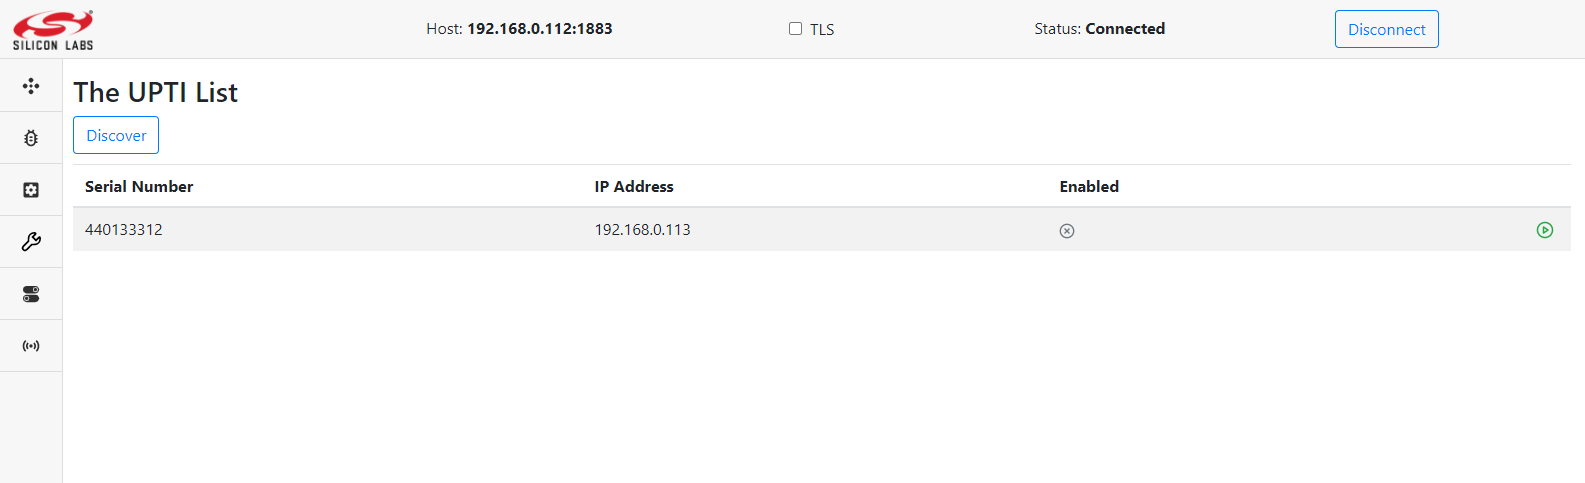 SILICON LABS
Host: 192.168.0.112:1883
TLS
Status: Connected
Disconnect
The UPTI List
Discover
Serial Number IP Address Enabled
440133312 192.168.0.113